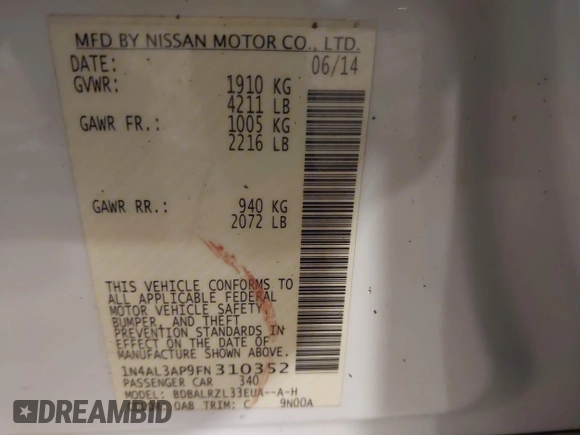 MFD BY NISSAN MOTOR CO., LTD.
DATE: 06/14
GVWR: 1910 KG
4211 LB
GAWR FR.: 1005 KG
2216 LB
GAWR RR.: 940 KG
2072 LB
THIS VEHICLE CONFORMS TO
ALL APPLICABLE FEDERAL
MOTOR VEHICLE SAFETY,
BUMPER, AND THEFT
PREVENTION STANDARDS IN
EFFECT ON THE DATE OF
MANUFACTURE SHOWN ABOVE.
1N4AL3AP9FN310352
PASSENGER CAR 340
MODEL: BDBALRZL33EUA--A-H
QAB TRIM: C 9N00A
DREAMBID